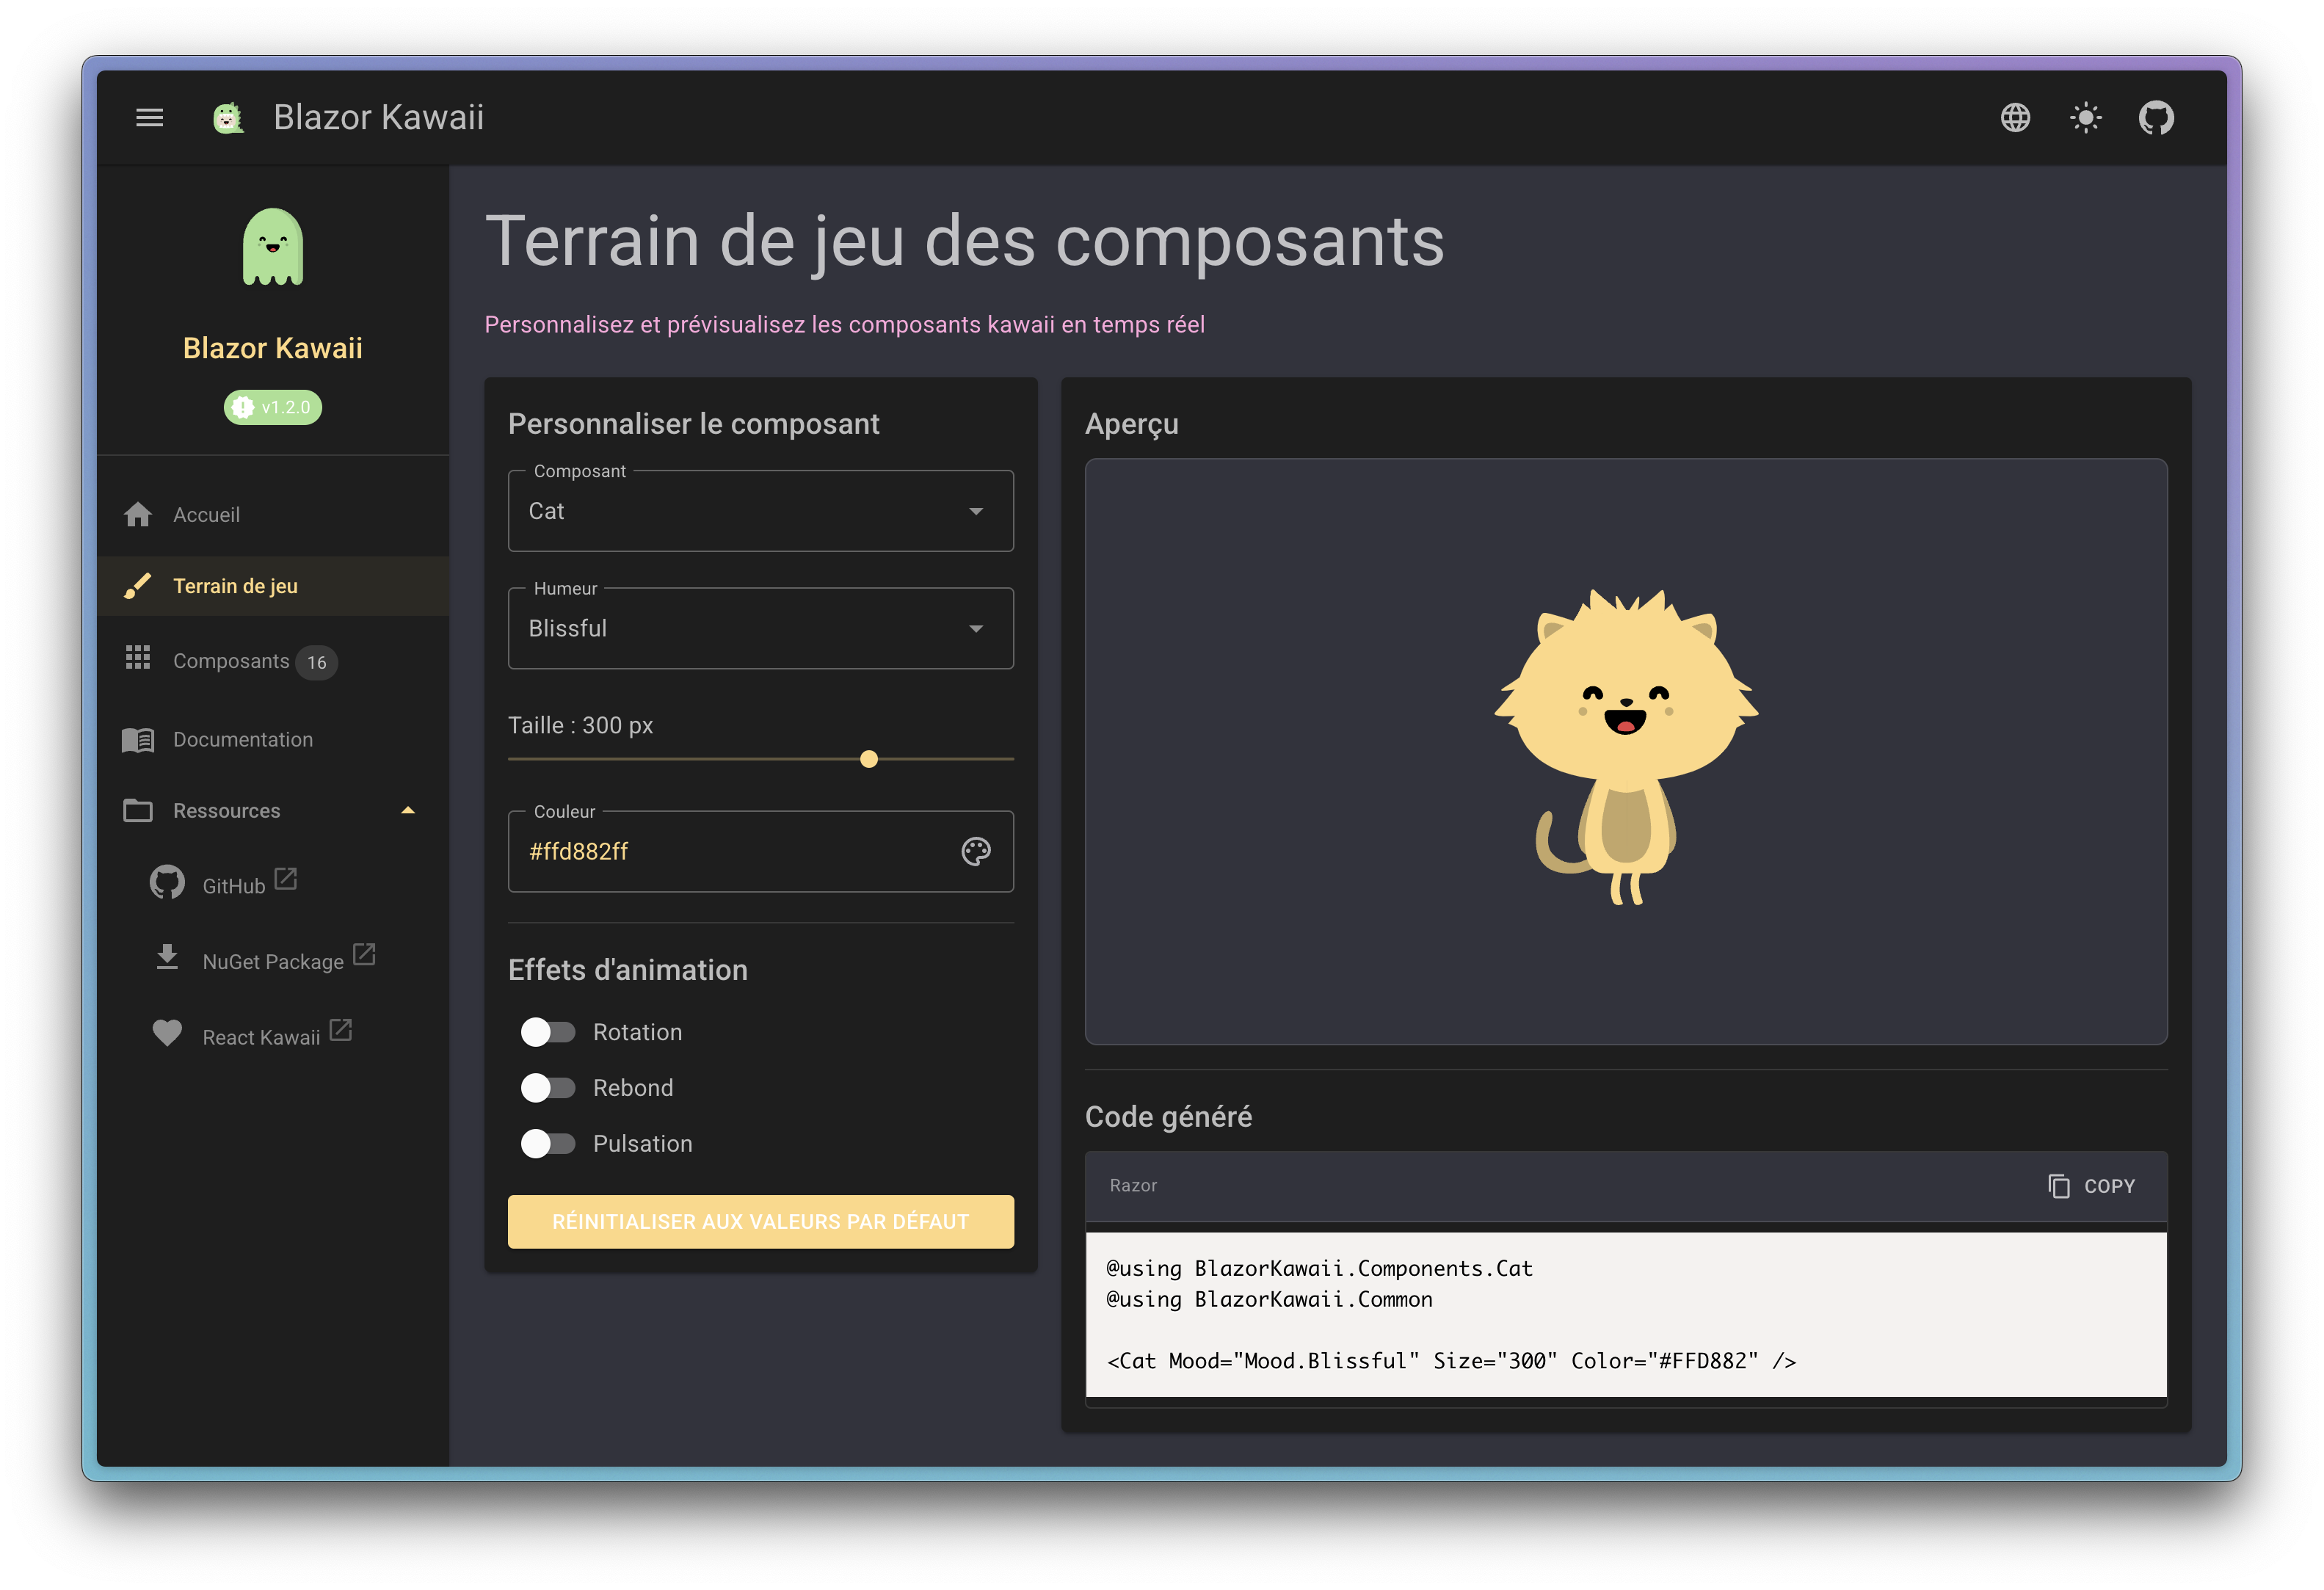 Blazor Kawaii
Blazor Kawaii
v1.2.0
Accueil
Terrain de jeu
Composants 16
Documentation
Ressources
GitHub
NuGet Package
React Kawaii
Terrain de jeu des composants
Personnalisez et prévisualisez les composants kawaii en temps réel
Personnaliser le composant
Composant
Cat
Humeur
Blissful
Taille : 300 px
Couleur
#ffd882ff
Effets d'animation
Rotation
Rebond
Pulsation
RÉINITIALISER AUX VALEURS PAR DÉFAUT
Aperçu
Code généré
Razor
COPY
@using BlazorKawaii.Components.Cat
@using BlazorKawaii.Common
<Cat Mood="Mood.Blissful" Size="300" Color="#FFD882" />